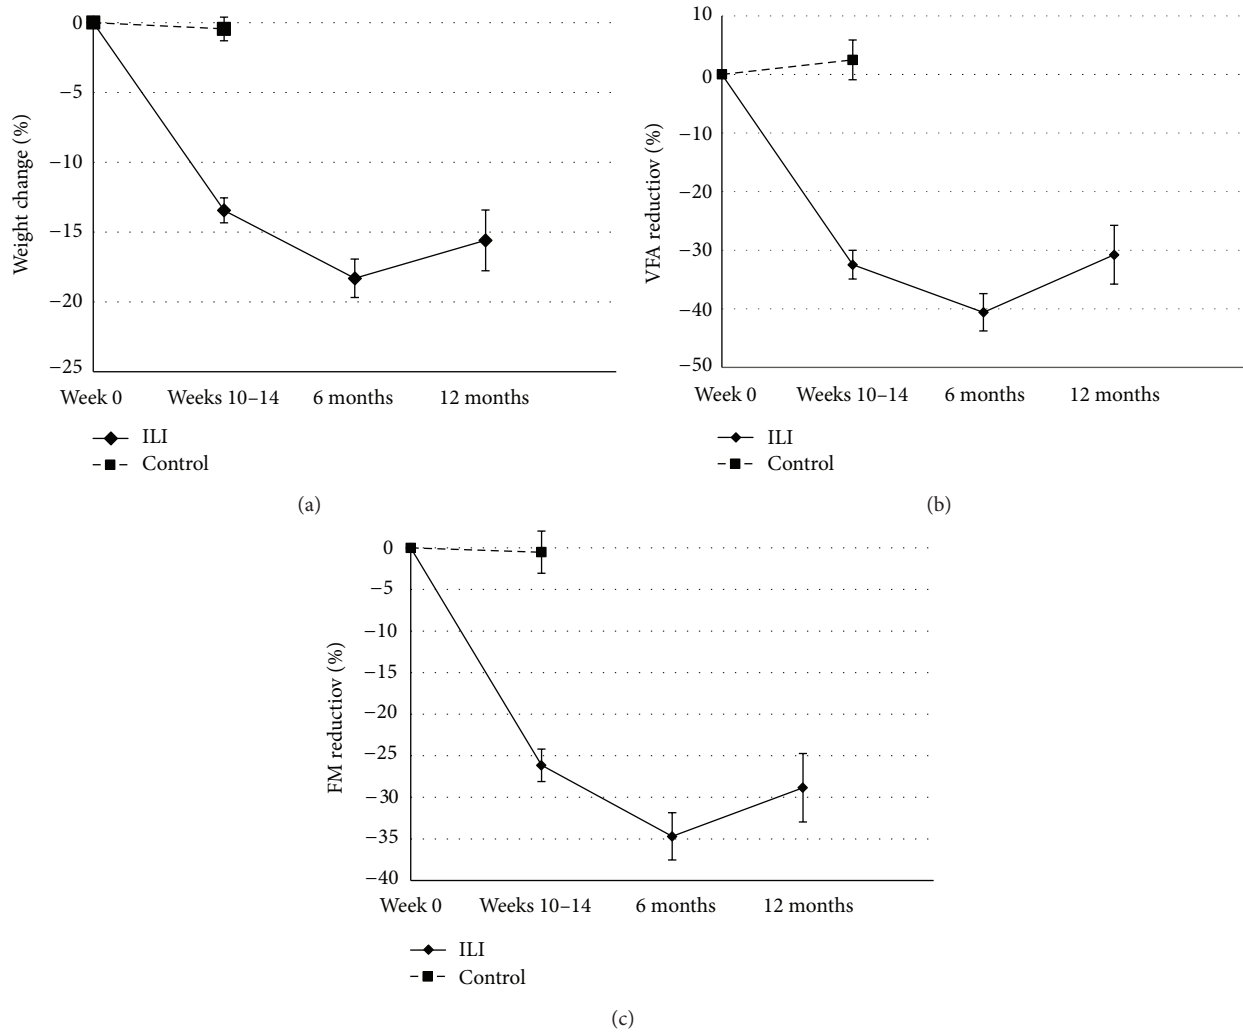 0
−5
−10
−15
−20
−25
Weight change (%)
Week 0 Weeks 10–14 6 months 12 months
ILI
Control
(a)
10
0
−10
−20
−30
−40
−50
VFA reductiov (%)
Week 0 Weeks 10–14 6 months 12 months
ILI
Control
(b)
0
−5
−10
−15
−20
−25
−30
−35
−40
FM reductiov (%)
Week 0 Weeks 10–14 6 months 12 months
ILI
Control
(c)